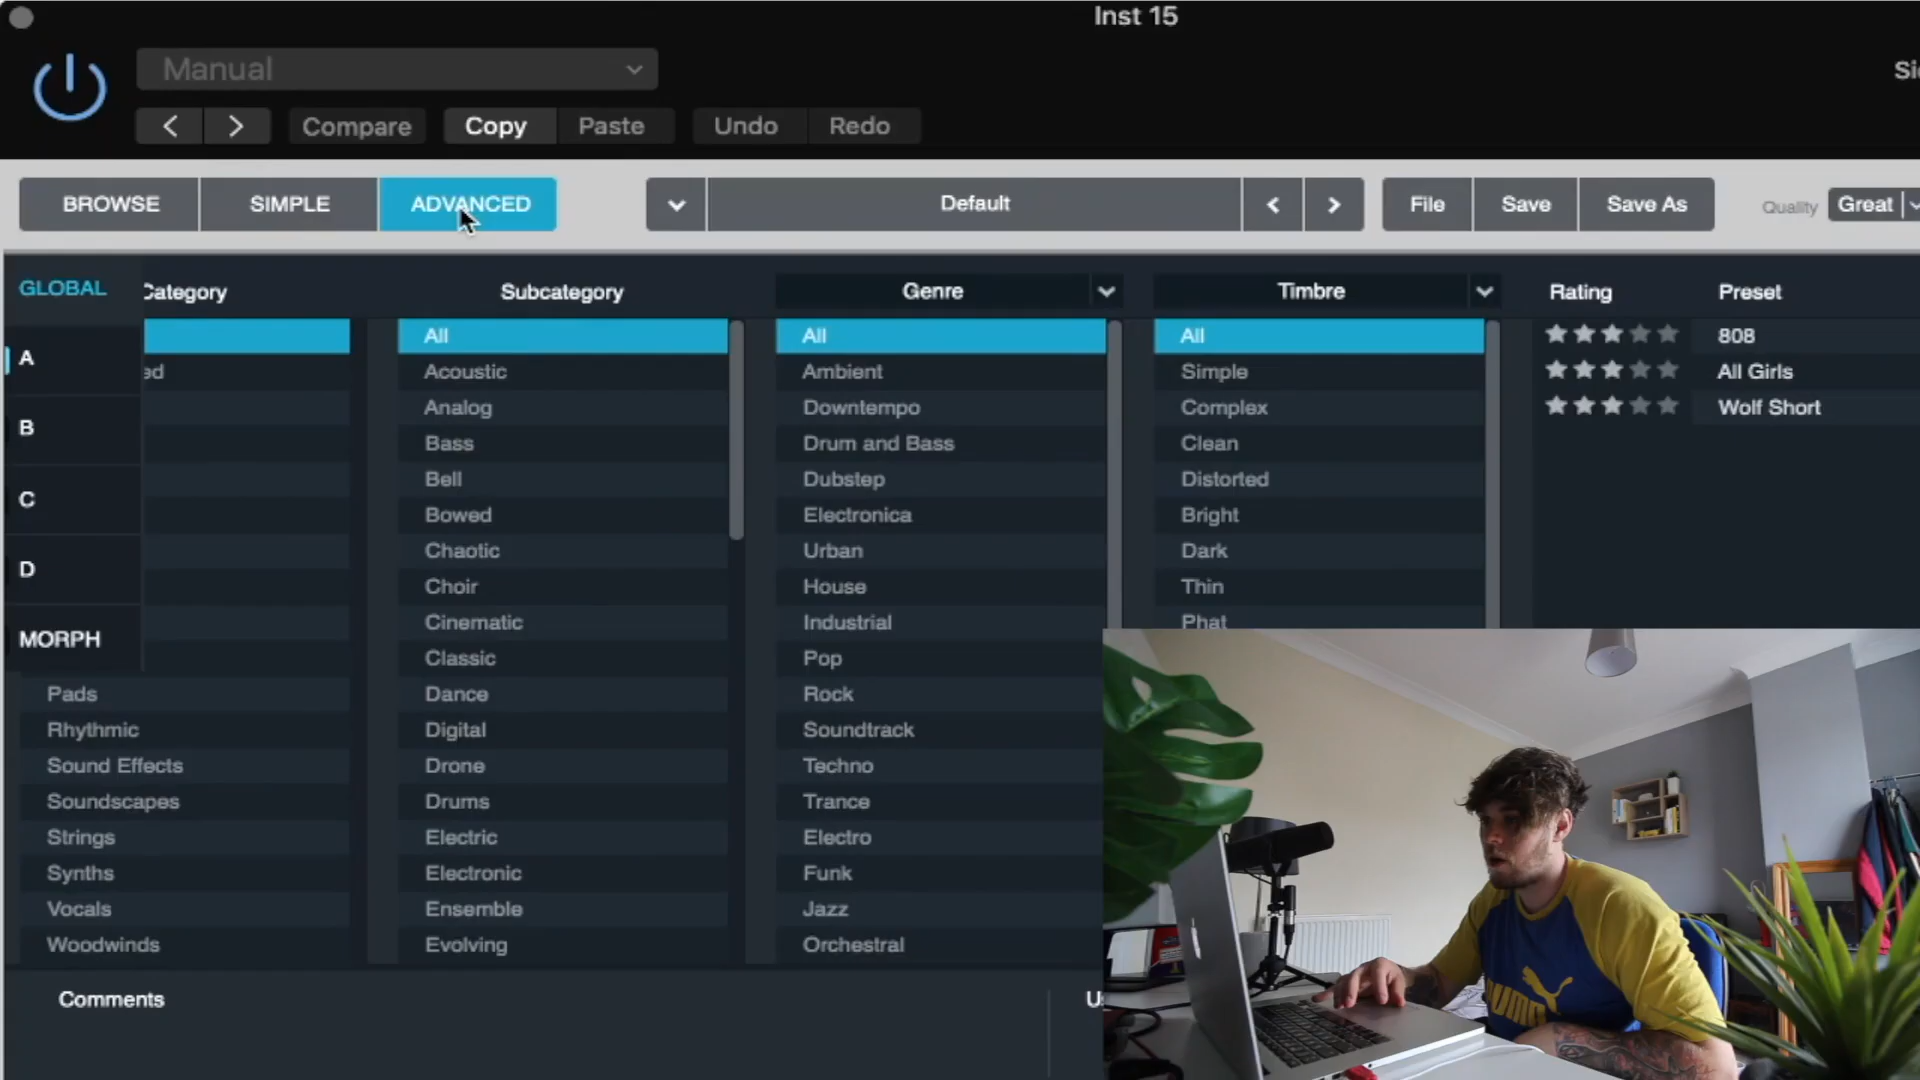 Inst 15
Manual
Compare
Copy
Paste
Undo
Redo
BROWSE
SIMPLE
ADVANCED
Default
File
Save
Save As
Quality
Great
GLOBAL
A
B
C
D
MORPH
Category
Pads
Rhythmic
Sound Effects
Soundscapes
Strings
Synths
Vocals
Woodwinds
Subcategory
All
Acoustic
Analog
Bass
Bell
Bowed
Chaotic
Choir
Cinematic
Classic
Dance
Digital
Drone
Drums
Electric
Electronic
Ensemble
Evolving
Genre
All
Ambient
Downtempo
Drum and Bass
Dubstep
Electronica
Urban
House
Industrial
Pop
Rock
Soundtrack
Techno
Trance
Electro
Funk
Jazz
Orchestral
Timbre
All
Simple
Complex
Clean
Distorted
Bright
Dark
Thin
Phat
Rating
Preset
808
All Girls
Wolf Short
Comments
PUMA